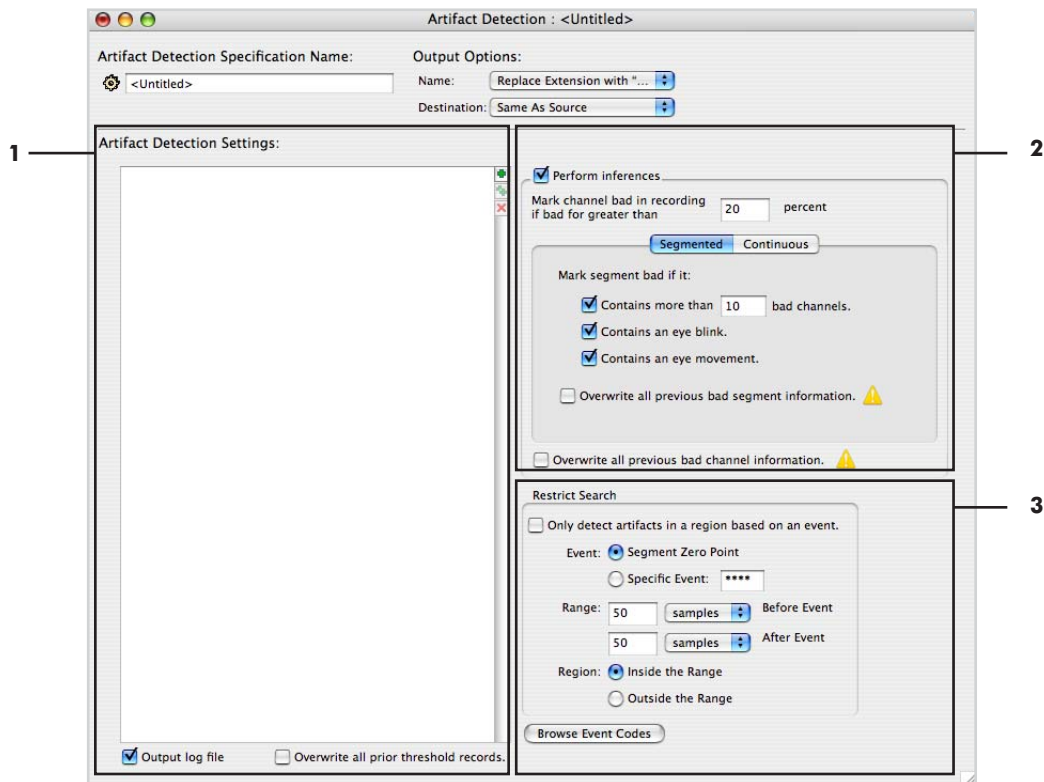 Artifact Detection : <Untitled>
Artifact Detection Specification Name:
<Untitled>
Output Options:
Name: Replace Extension with “...
Destination: Same As Source
1
Artifact Detection Settings:
Output log file
Overwrite all prior threshold records.
2
Perform inferences
Mark channel bad in recording
if bad for greater than 20 percent
Segmented Continuous
Mark segment bad if it:
Contains more than 10 bad channels.
Contains an eye blink.
Contains an eye movement.
Overwrite all previous bad segment information.
Overwrite all previous bad channel information.
3
Restrict Search
Only detect artifacts in a region based on an event.
Event: Segment Zero Point
Specific Event: ****
Range: 50 samples Before Event
50 samples After Event
Region: Inside the Range
Outside the Range
Browse Event Codes